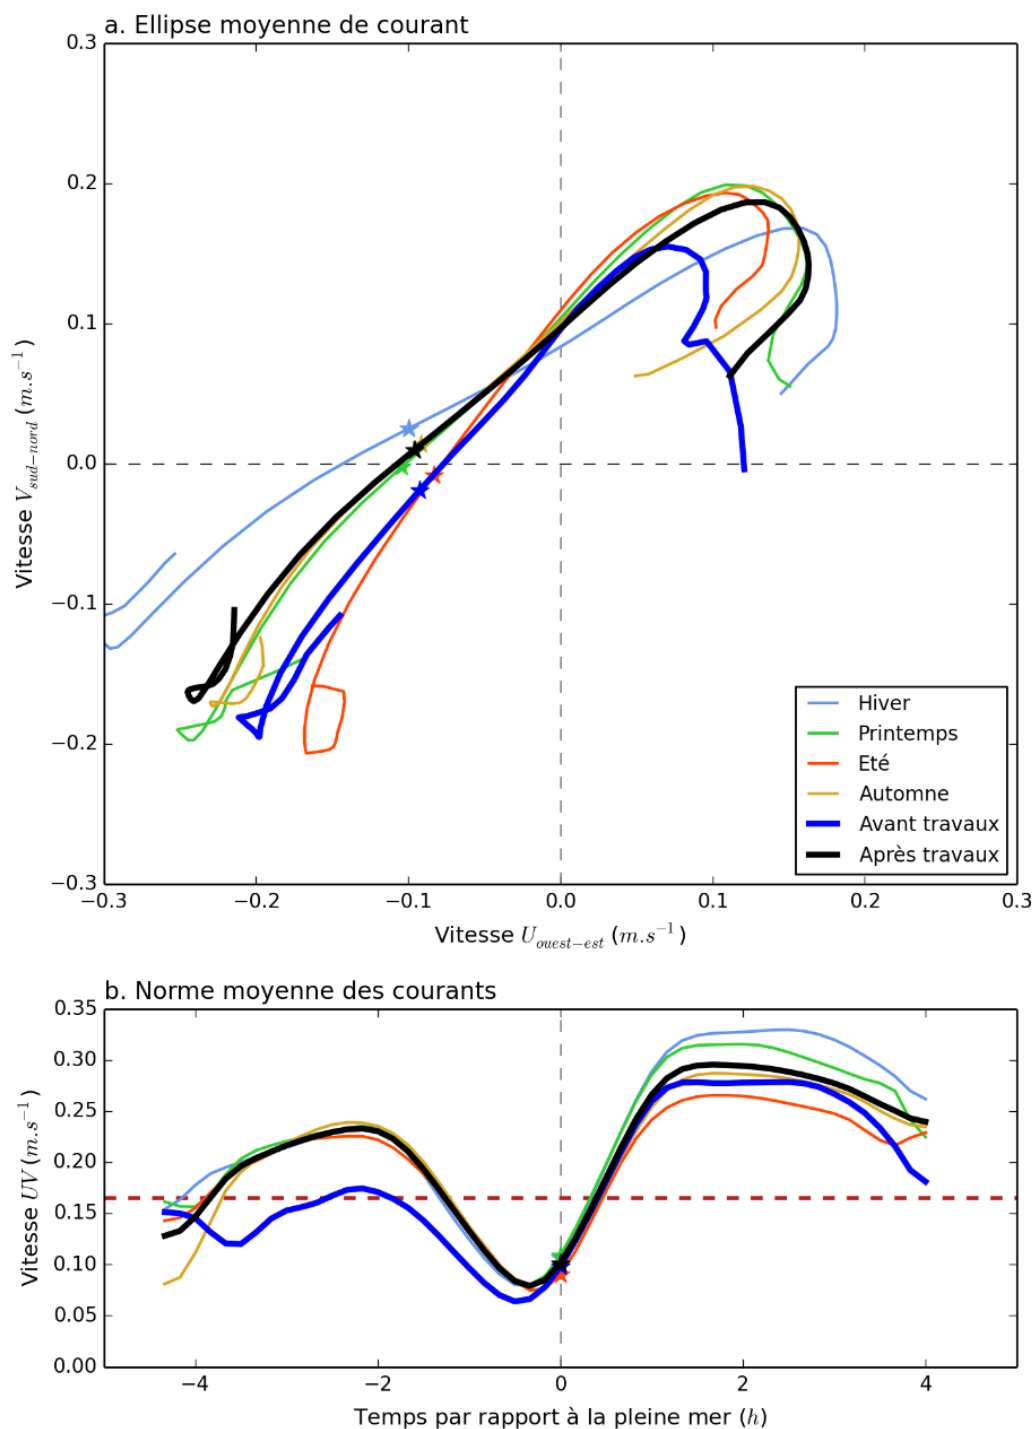 a. Ellipse moyenne de courant
0.3
0.2
0.1
0.0
−0.1
−0.2
−0.3
Vitesse V_{sud−nord} (m.s^{−1})
Hiver
Printemps
Eté
Automne
Avant travaux
Après travaux
−0.3 −0.2 −0.1 0.0 0.1 0.2 0.3
Vitesse U_{ouest−est} (m.s^{−1})
b. Norme moyenne des courants
0.35
0.30
0.25
0.20
0.15
0.10
0.05
0.00
Vitesse UV (m.s^{−1})
−4 −2 0 2 4
Temps par rapport à la pleine mer (h)